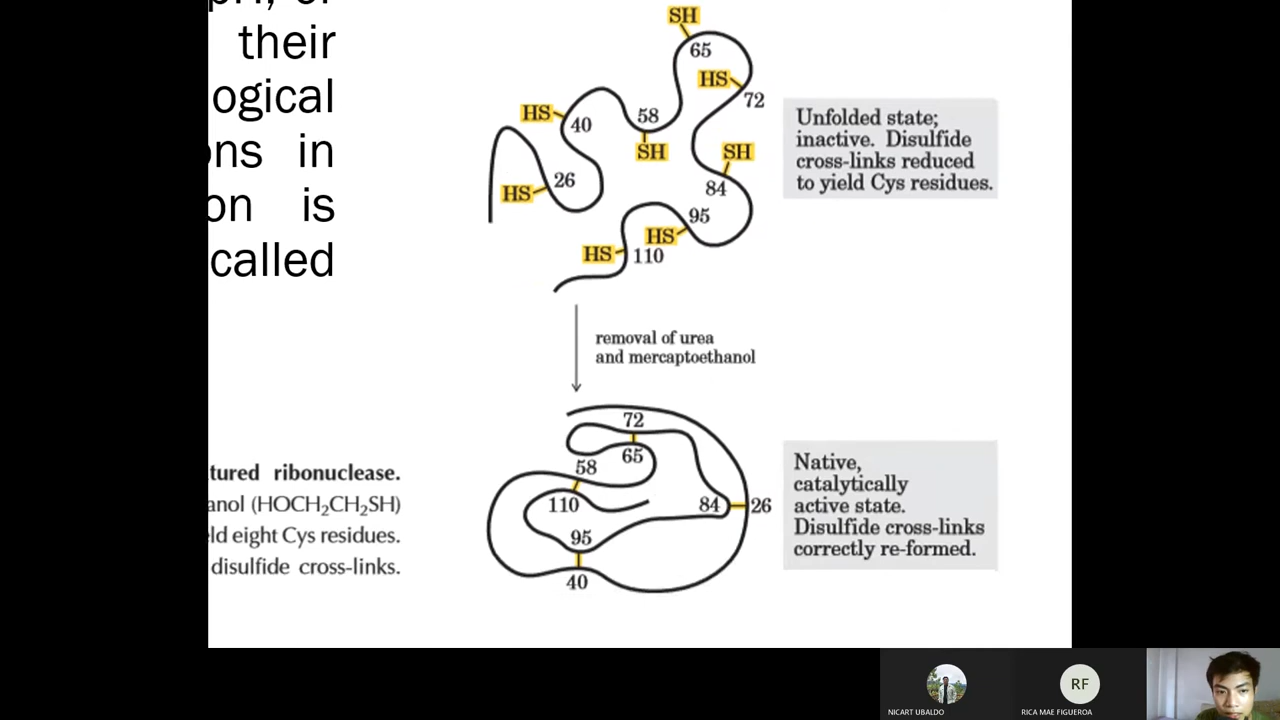 their
ogical
ons in
on is
called
tured ribonuclease.
anol (HOCH₂CH₂SH)
ld eight Cys residues.
disulfide cross-links.
SH
65
HS
72
HS
40
58
SH
SH
84
26
HS
95
HS
HS
110
Unfolded state;
inactive. Disulfide
cross-links reduced
to yield Cys residues.
removal of urea
and mercaptoethanol
72
65
58
110
84
26
95
40
Native,
catalytically
active state.
Disulfide cross-links
correctly re-formed.
RF
NICART UBALDO
RICA MAE FIGUEROA